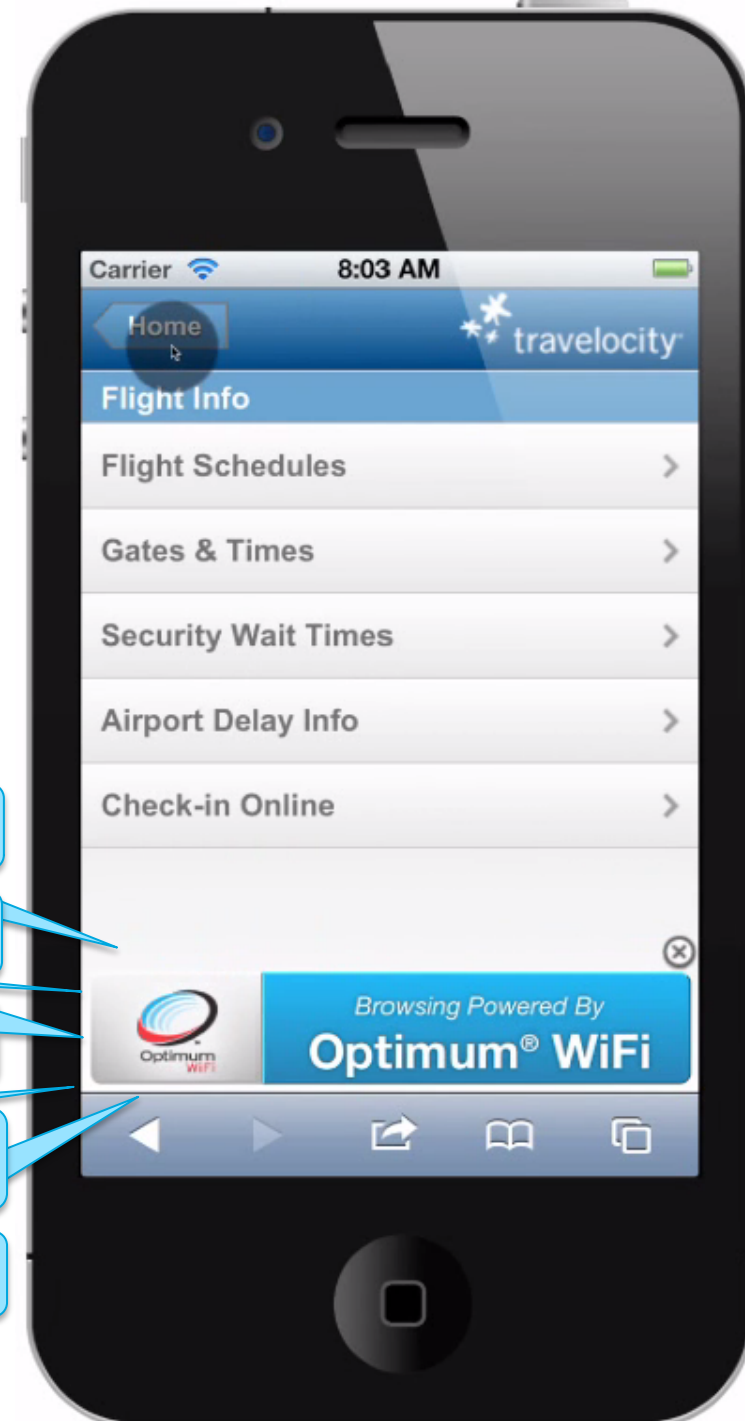 Carrier 8:03 AM
Home travelocity
Flight Info
Flight Schedules
Gates & Times
Security Wait Times
Airport Delay Info
Check-in Online
Optimum
WiFi
Browsing Powered By
Optimum® WiFi